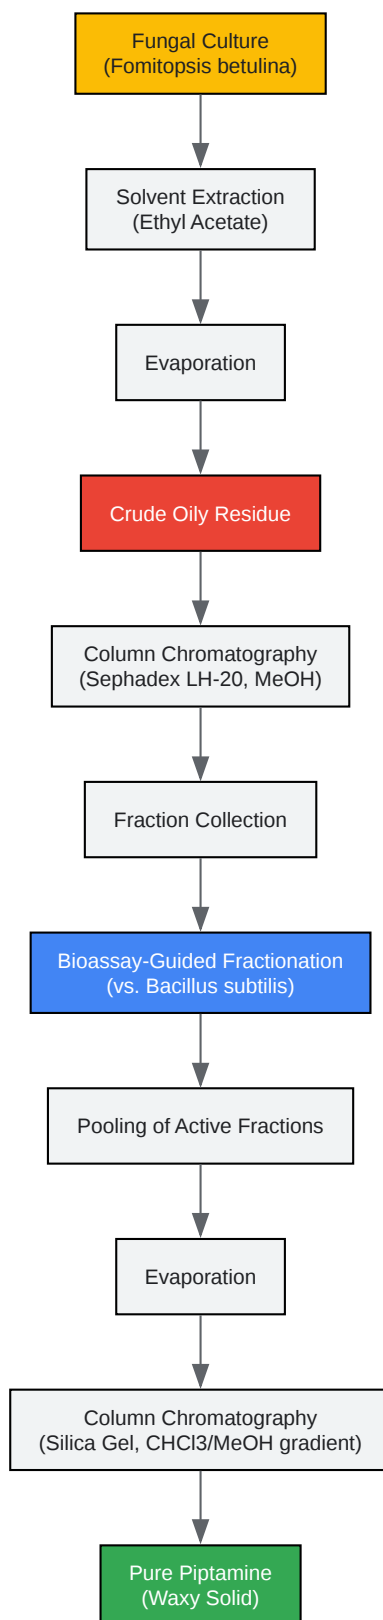 Fungal Culture
(Fomitopsis betulina)
Solvent Extraction
(Ethyl Acetate)
Evaporation
Crude Oily Residue
Column Chromatography
(Sephadex LH-20, MeOH)
Fraction Collection
Bioassay-Guided Fractionation
(vs. Bacillus subtilis)
Pooling of Active Fractions
Evaporation
Column Chromatography
(Silica Gel, CHCl3/MeOH gradient)
Pure Piptamine
(Waxy Solid)